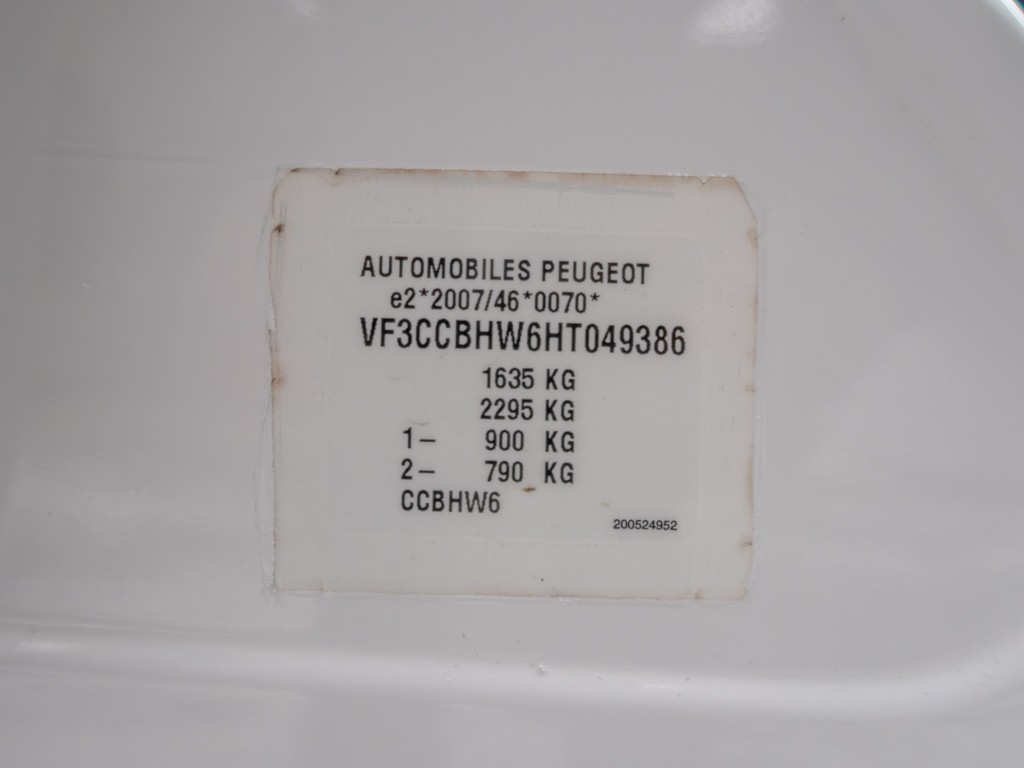 AUTOMOBILES PEUGEOT
e2*2007/46*0070*
VF3CCBHW6HT049386
1635 KG
2295 KG
1– 900 KG
2– 790 KG
CCBHW6
200524952